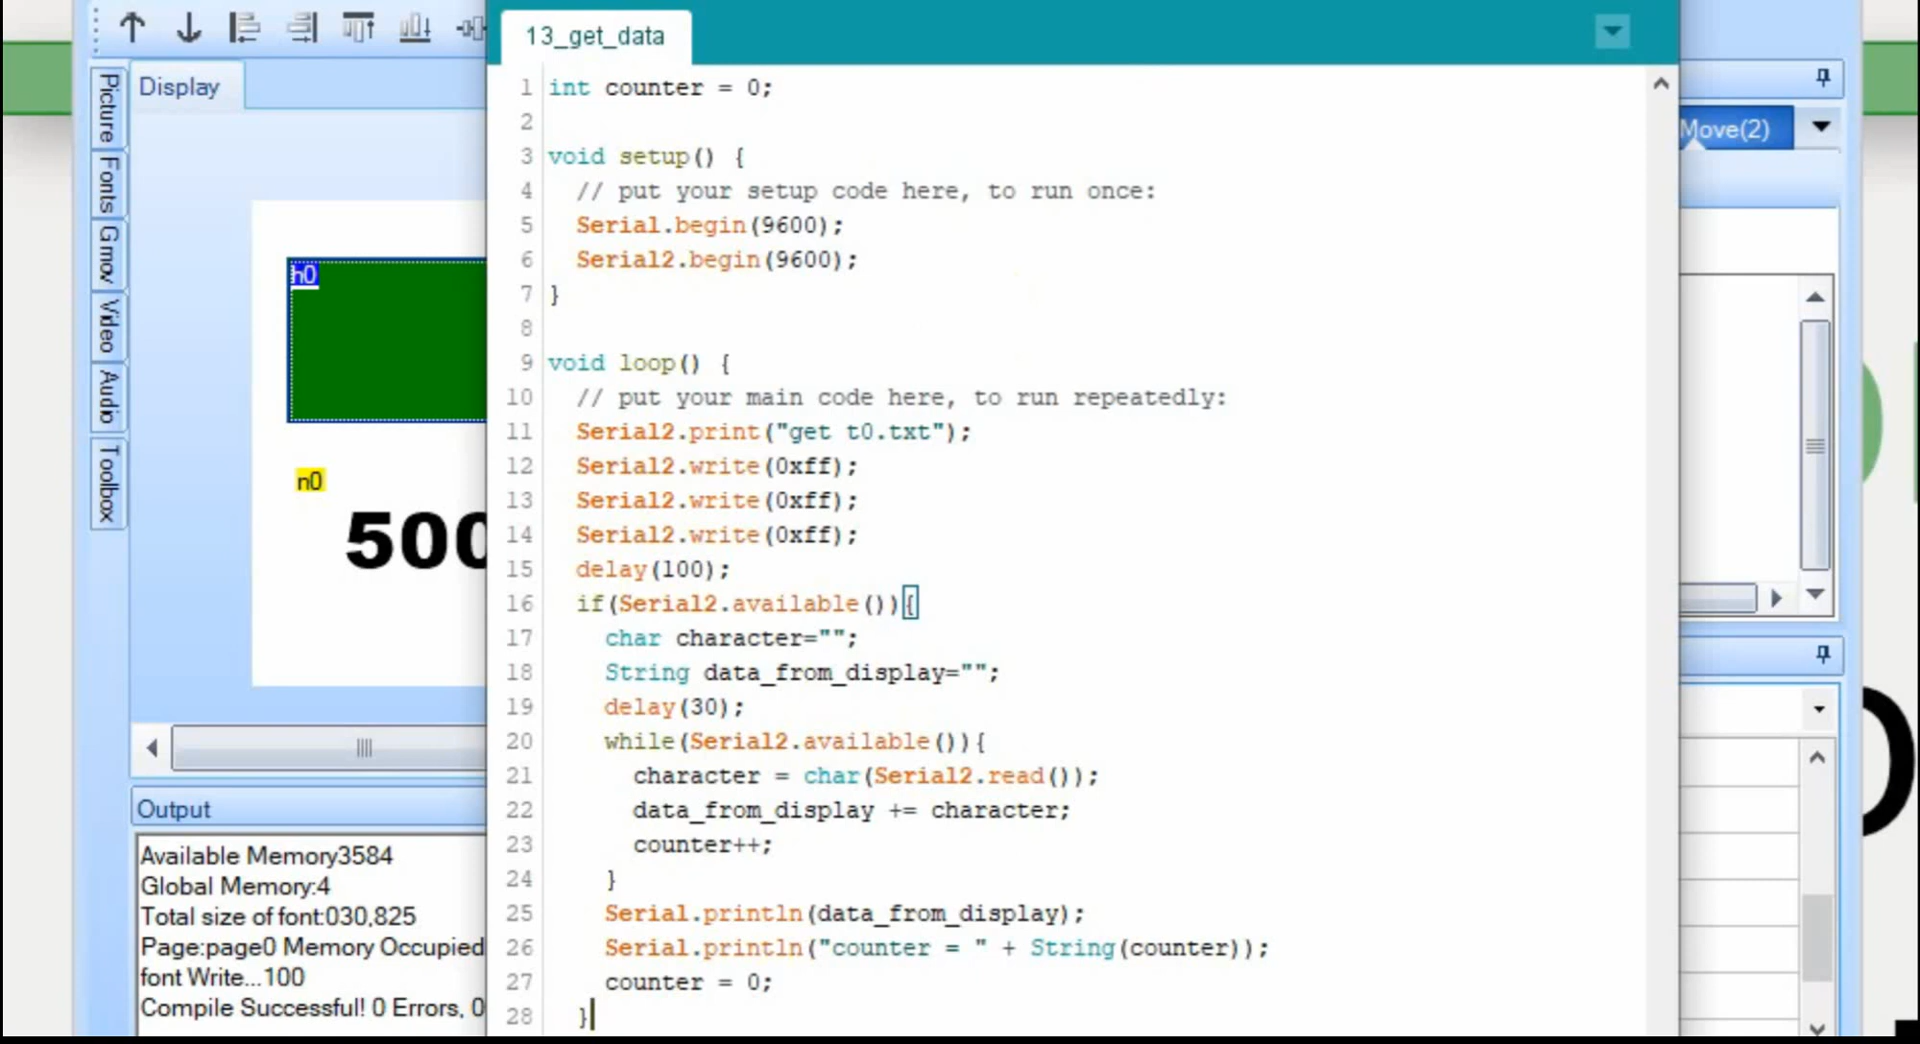 13_get_data
Display
Move(2)
Picture
Fonts
Gmov
Video
Audio
Toolbox
h0
n0
500
1 int counter = 0;
2
3 void setup() {
4 // put your setup code here, to run once:
5 Serial.begin(9600);
6 Serial2.begin(9600);
7 }
8
9 void loop() {
10 // put your main code here, to run repeatedly:
11 Serial2.print("get t0.txt");
12 Serial2.write(0xff);
13 Serial2.write(0xff);
14 Serial2.write(0xff);
15 delay(100);
16 if(Serial2.available()){
17 char character="";
18 String data_from_display="";
19 delay(30);
20 while(Serial2.available()){
21 character = char(Serial2.read());
22 data_from_display += character;
23 counter++;
24 }
25 Serial.println(data_from_display);
26 Serial.println("counter = " + String(counter));
27 counter = 0;
28 }
Output
Available Memory3584
Global Memory:4
Total size of font:030,825
Page:page0 Memory Occupied
font Write...100
Compile Successful! 0 Errors, 0